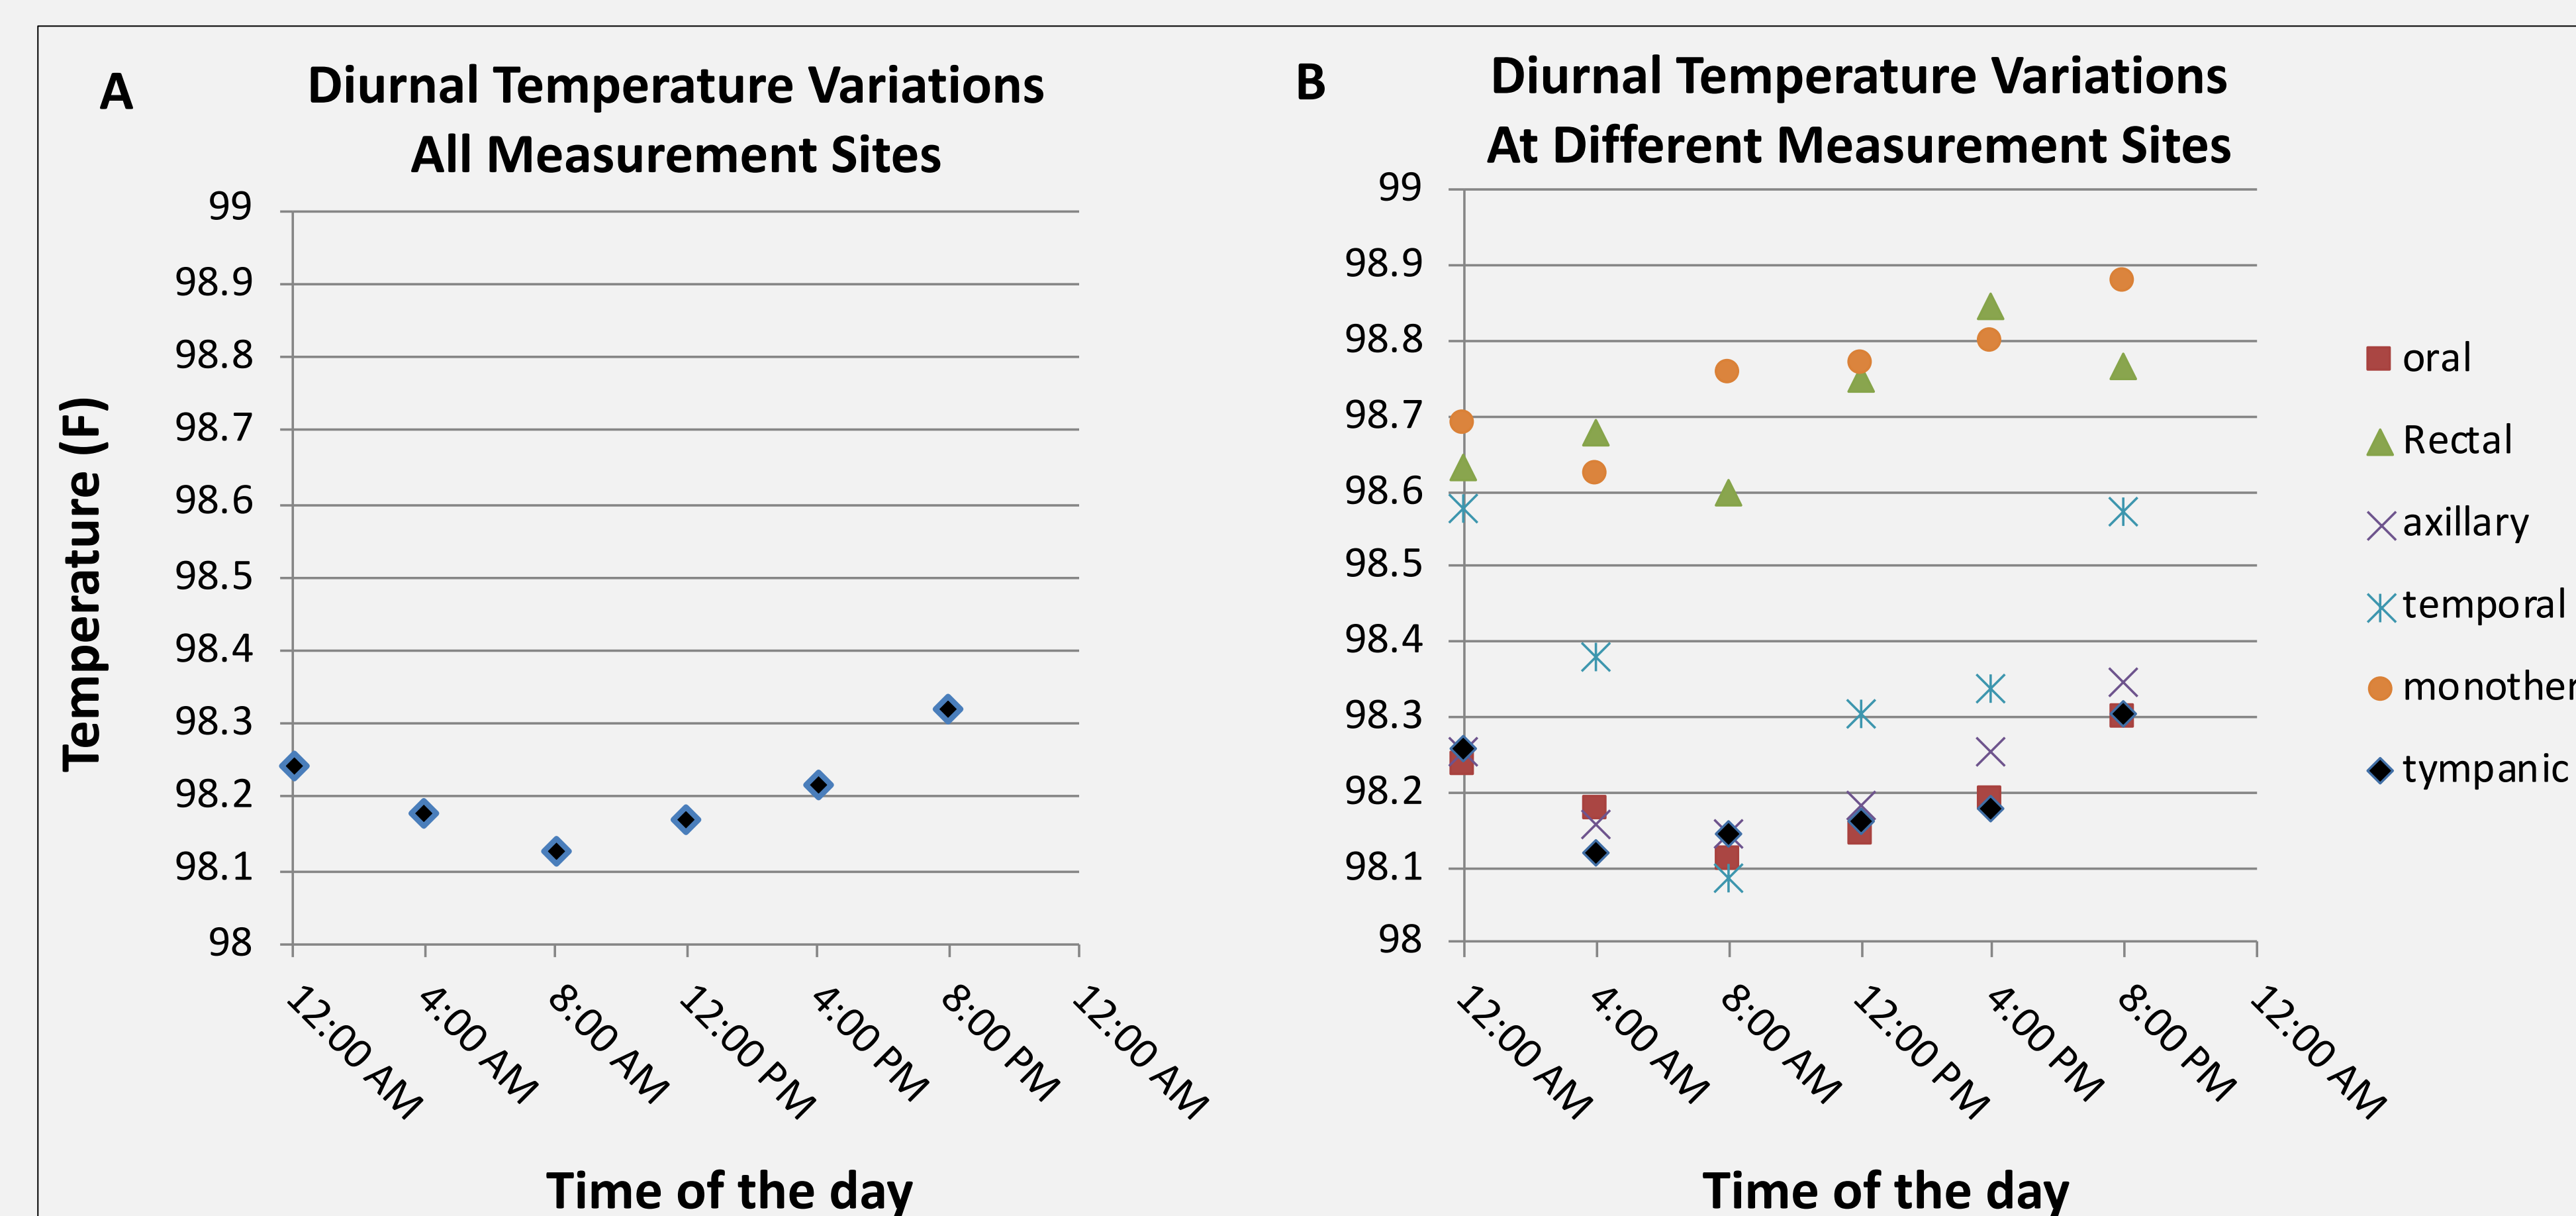 A
Diurnal Temperature Variations
All Measurement Sites
99
98.9
98.8
98.7
98.6
98.5
98.4
98.3
98.2
98.1
98
Temperature (F)
12:00 AM
4:00 AM
8:00 AM
12:00 PM
4:00 PM
8:00 PM
12:00 AM
Time of the day
B
Diurnal Temperature Variations
At Different Measurement Sites
99
98.9
98.8
98.7
98.6
98.5
98.4
98.3
98.2
98.1
98
12:00 AM
4:00 AM
8:00 AM
12:00 PM
4:00 PM
8:00 PM
12:00 AM
Time of the day
oral
Rectal
axillary
temporal
monother
tympanic